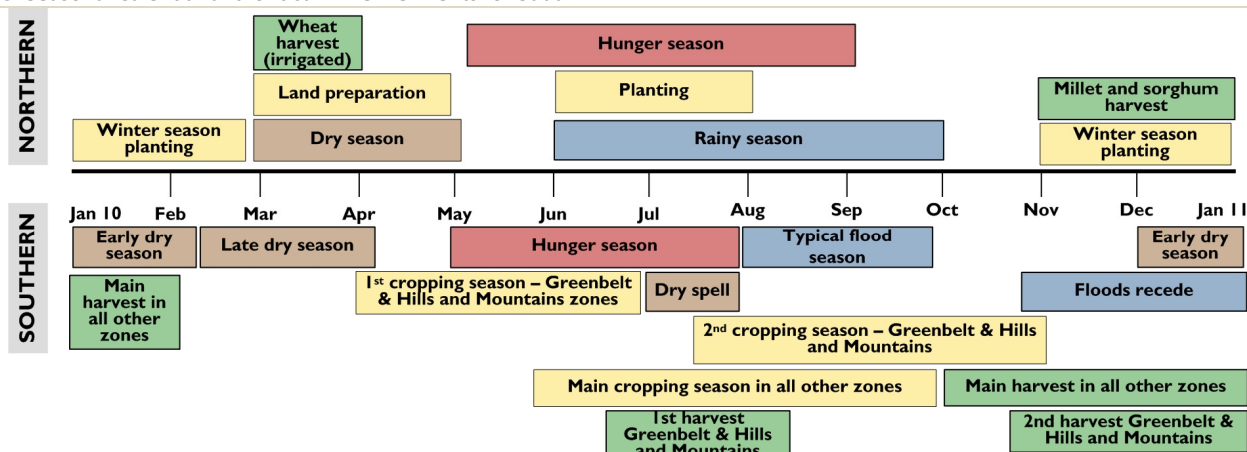 NORTHERN
Wheat
harvest
(irrigated)
Hunger season
Land preparation
Planting
Millet and sorghum
harvest
Winter season
planting
Dry season
Rainy season
Winter season
planting
Jan 10 Feb Mar Apr May Jun Jul Aug Sep Oct Nov Dec Jan 11
SOUTHERN
Early dry
season
Late dry season
Hunger season
Typical flood
season
Early dry
season
Main
harvest in
all other
zones
1st cropping season – Greenbelt
& Hills and Mountains zones
Dry spell
Floods recede
2nd cropping season – Greenbelt & Hills
and Mountains
Main cropping season in all other zones
Main harvest in all other zones
1st harvest
Greenbelt & Hills
and Mountains
2nd harvest Greenbelt &
Hills and Mountains